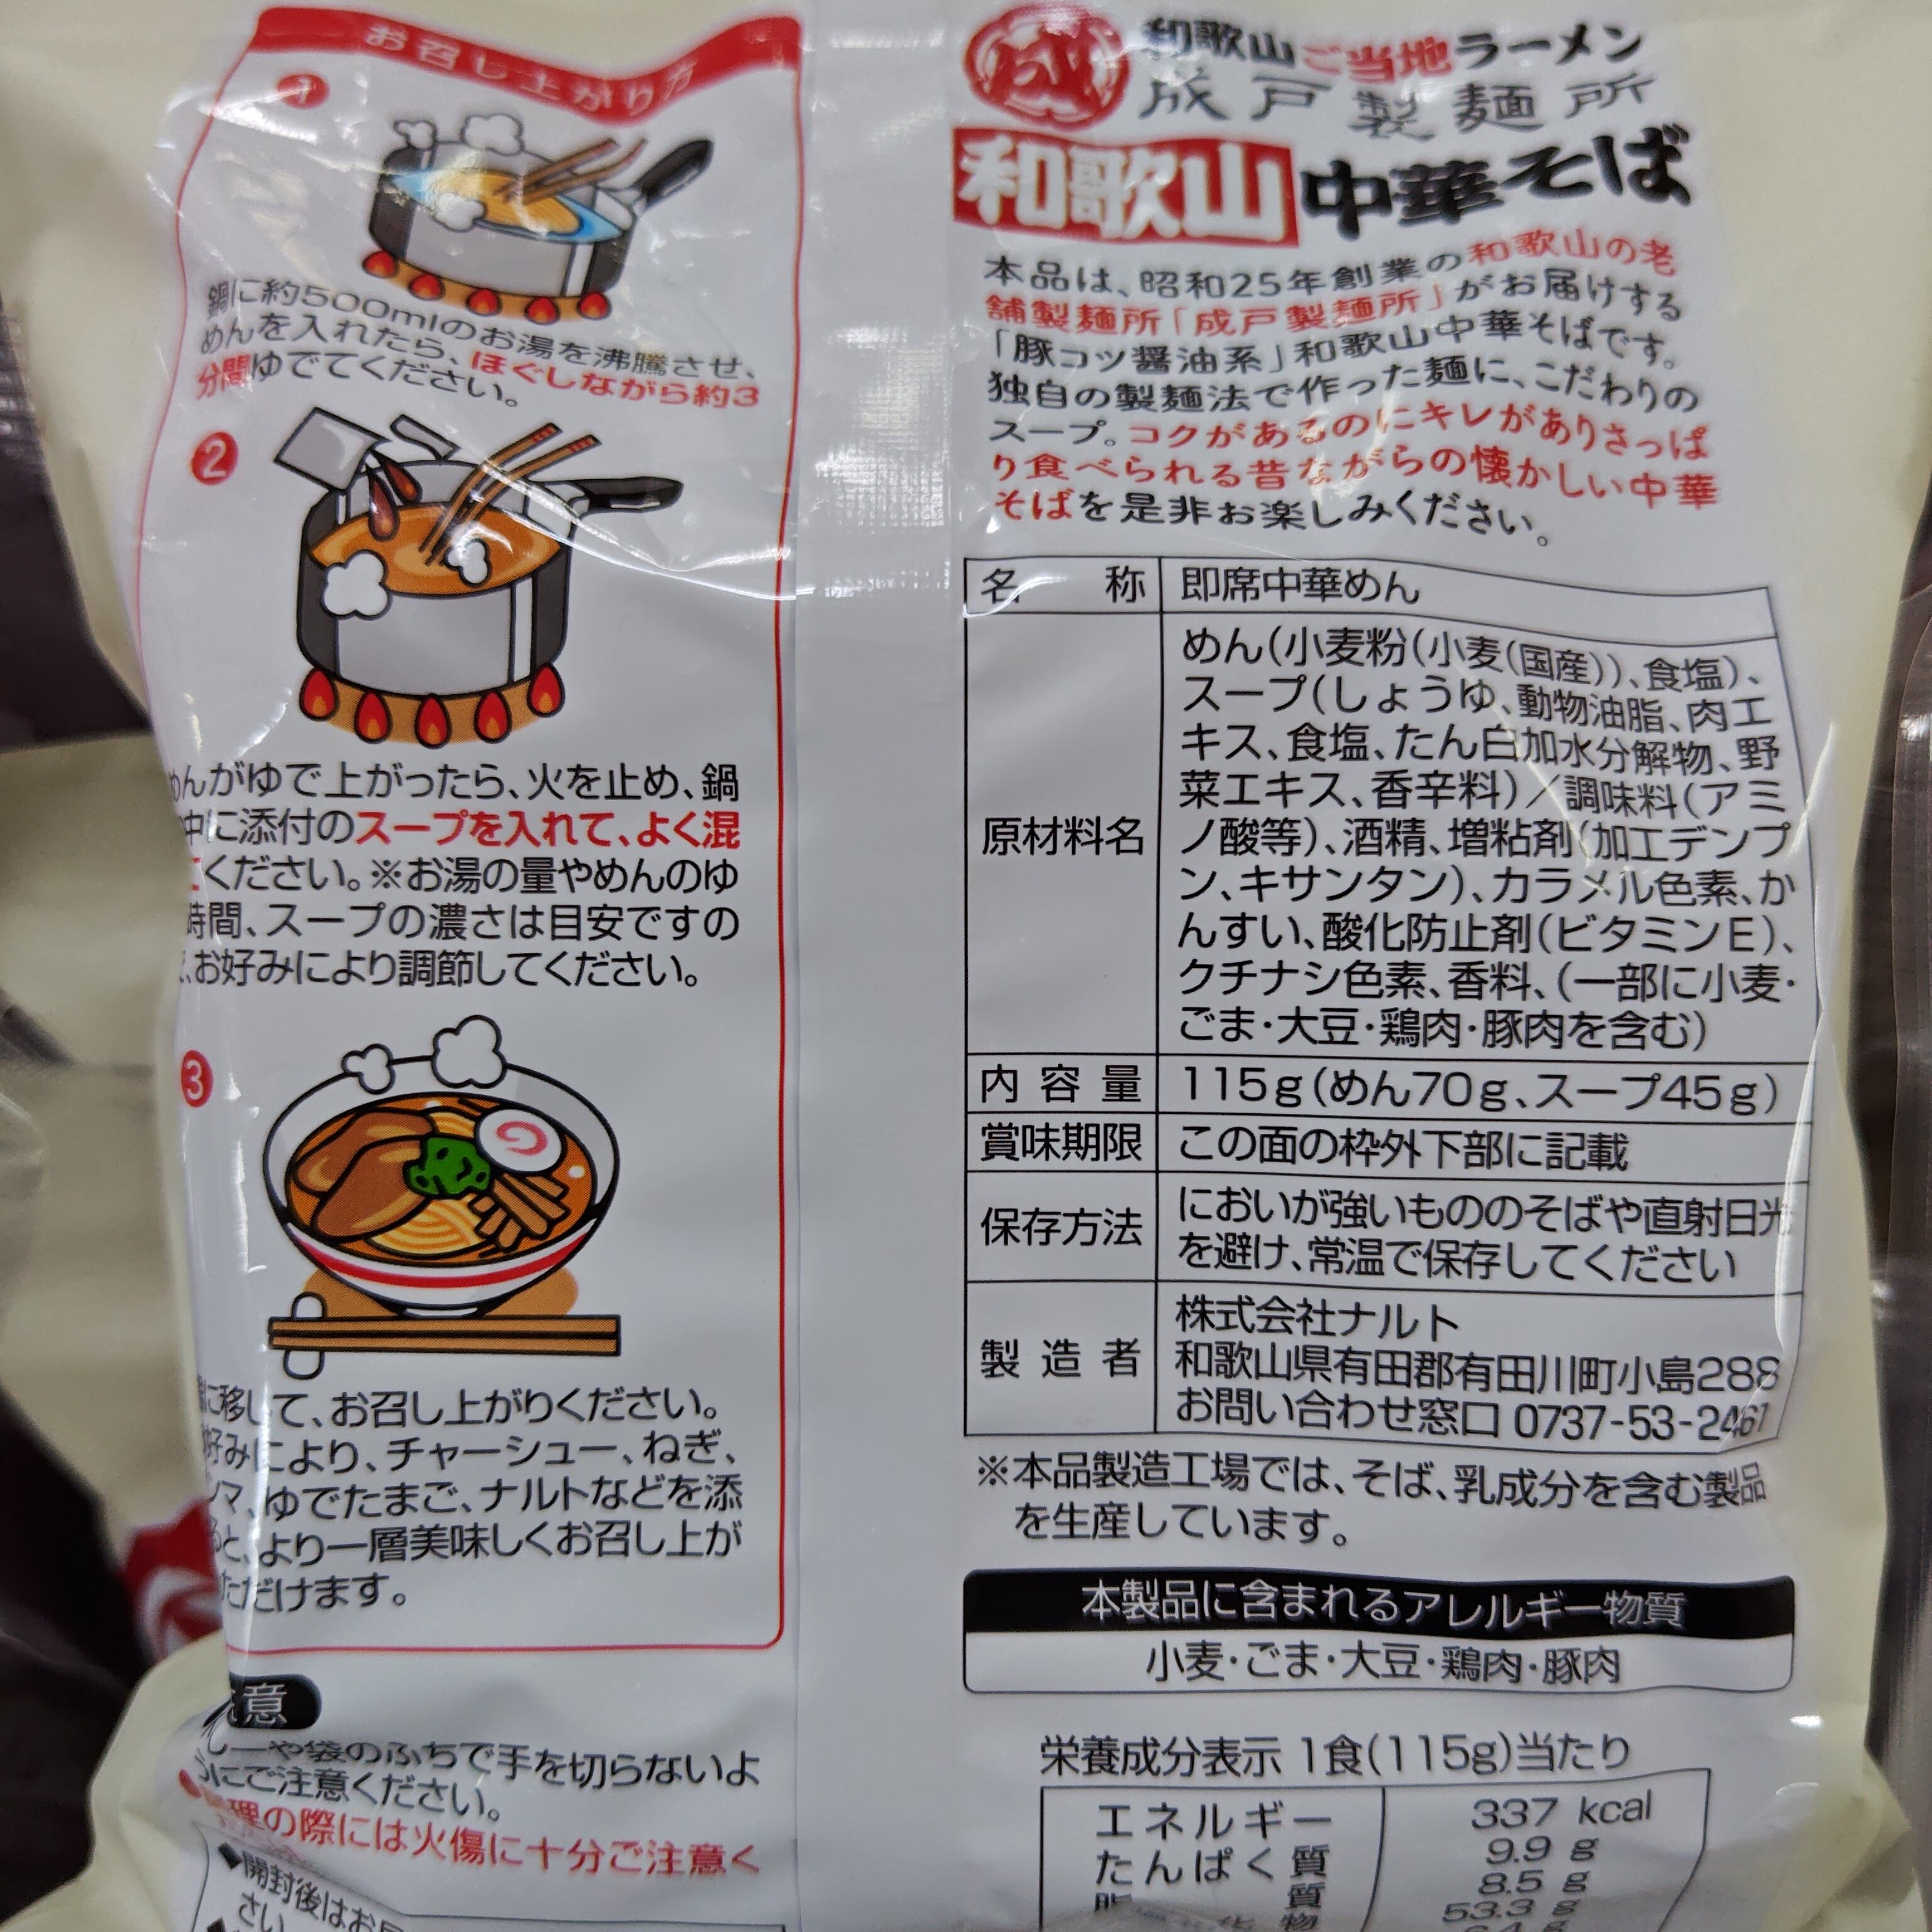 お召し上がり方
1
鍋に約500mlのお湯を沸騰させ、
めんを入れたら、ほぐしながら約3
分間ゆでてください。
2
めんがゆで上がったら、火を止め、鍋
中に添付のスープを入れて、よく混
ください。※お湯の量やめんのゆ
時間、スープの濃さは目安ですの
、お好みにより調節してください。
3
に移して、お召し上がりください。
好みにより、チャーシュー、ねぎ、
マ、ゆでたまご、ナルトなどを添
ると、より一層美味しくお召し上が
ただけます。
注意
や袋のふちで手を切らないよ
うにご注意ください。
理の際には火傷に十分ご注意く
◆開封後はお
さい
成
和歌山ご当地ラーメン
成戸製麺所
和歌山中華そば
本品は、昭和25年創業の和歌山の老
舗製麺所「成戸製麺所」がお届けする
「豚コツ醤油系」和歌山中華そばです。
独自の製麺法で作った麺に、こだわりの
スープ。コクがあるのにキレがありさっぱ
り食べられる昔ながらの懐かしい中華
そばを是非お楽しみください。
名称 即席中華めん
原材料名 めん(小麦粉(小麦(国産))、食塩)、
スープ(しょうゆ、動物油脂、肉エ
キス、食塩、たん白加水分解物、野
菜エキス、香辛料)/調味料(アミ
ノ酸等)、酒精、増粘剤(加工デンプ
ン、キサンタン)、カラメル色素、か
んすい、酸化防止剤(ビタミンE)、
クチナシ色素、香料、(一部に小麦・
ごま・大豆・鶏肉・豚肉を含む)
内容量 115g(めん70g、スープ45g)
賞味期限 この面の枠外下部に記載
保存方法 においが強いもののそばや直射日光
を避け、常温で保存してください
製造者 株式会社ナルト
和歌山県有田郡有田川町小島288
お問い合わせ窓口 0737-53-2461
※本品製造工場では、そば、乳成分を含む製品
を生産しています。
本製品に含まれるアレルギー物質
小麦・ごま・大豆・鶏肉・豚肉
栄養成分表示 1食(115g)当たり
エネルギー 337 kcal
たんぱく質 9.9 g
脂質 8.5 g
物 53.3 g